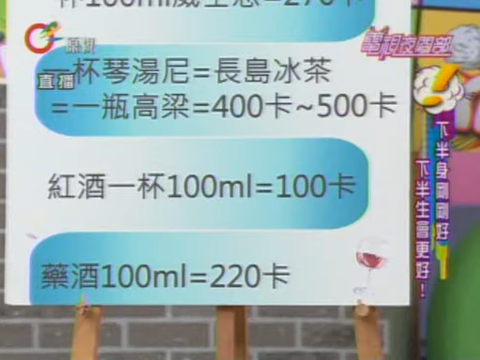 一杯100ml威士忌=270卡
直播
一杯琴湯尼=長島冰茶
=一瓶高梁=400卡~500卡
紅酒一杯100ml=100卡
藥酒100ml=220卡
下半身剛剛好
下半生會更好！